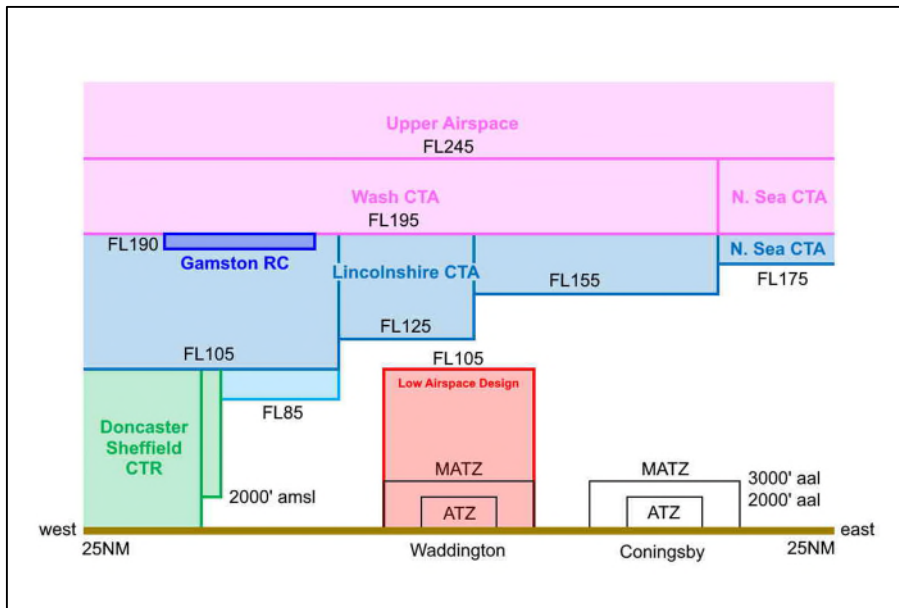 Upper Airspace
FL245
Wash CTA
FL195
N. Sea CTA
FL190
Gamston RC
Lincolnshire CTA
N. Sea CTA
FL155
FL175
FL125
FL105
FL105
Low Airspace Design
FL85
Doncaster
Sheffield
CTR
MATZ
MATZ
3000' aal
2000' amsl
2000' aal
ATZ
ATZ
west
east
25NM
Waddington
Coningsby
25NM